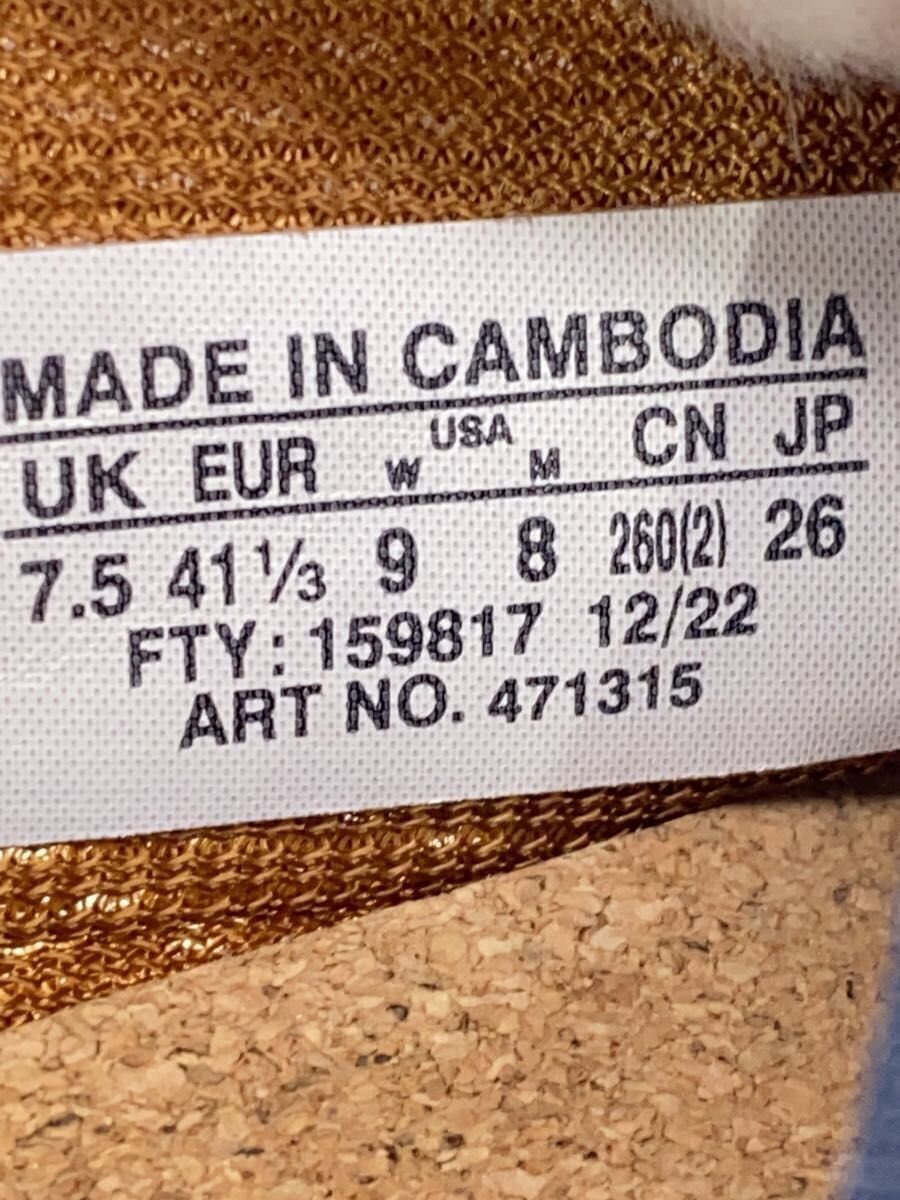 MADE IN CAMBODIA
UK EUR W USA M CN JP
7.5 41⅓ 9 8 260(2) 26
FTY: 159817 12/22
ART NO. 471315